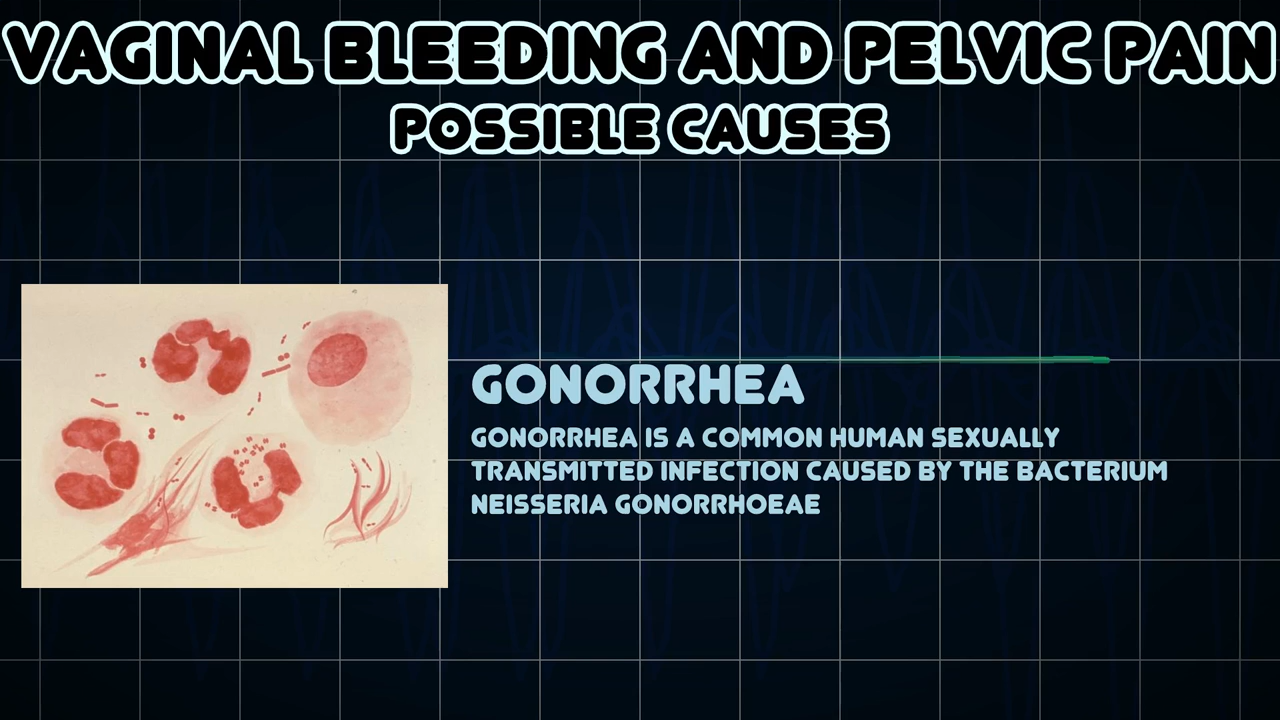 VAGINAL BLEEDING AND PELVIC PAIN
POSSIBLE CAUSES
GONORRHEA
GONORRHEA IS A COMMON HUMAN SEXUALLY
TRANSMITTED INFECTION CAUSED BY THE BACTERIUM
NEISSERIA GONORRHOEAE